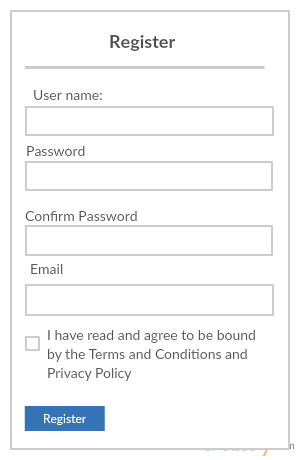 Register
User name:
Password
Confirm Password
Email
I have read and agree to be bound
by the Terms and Conditions and
Privacy Policy
Register